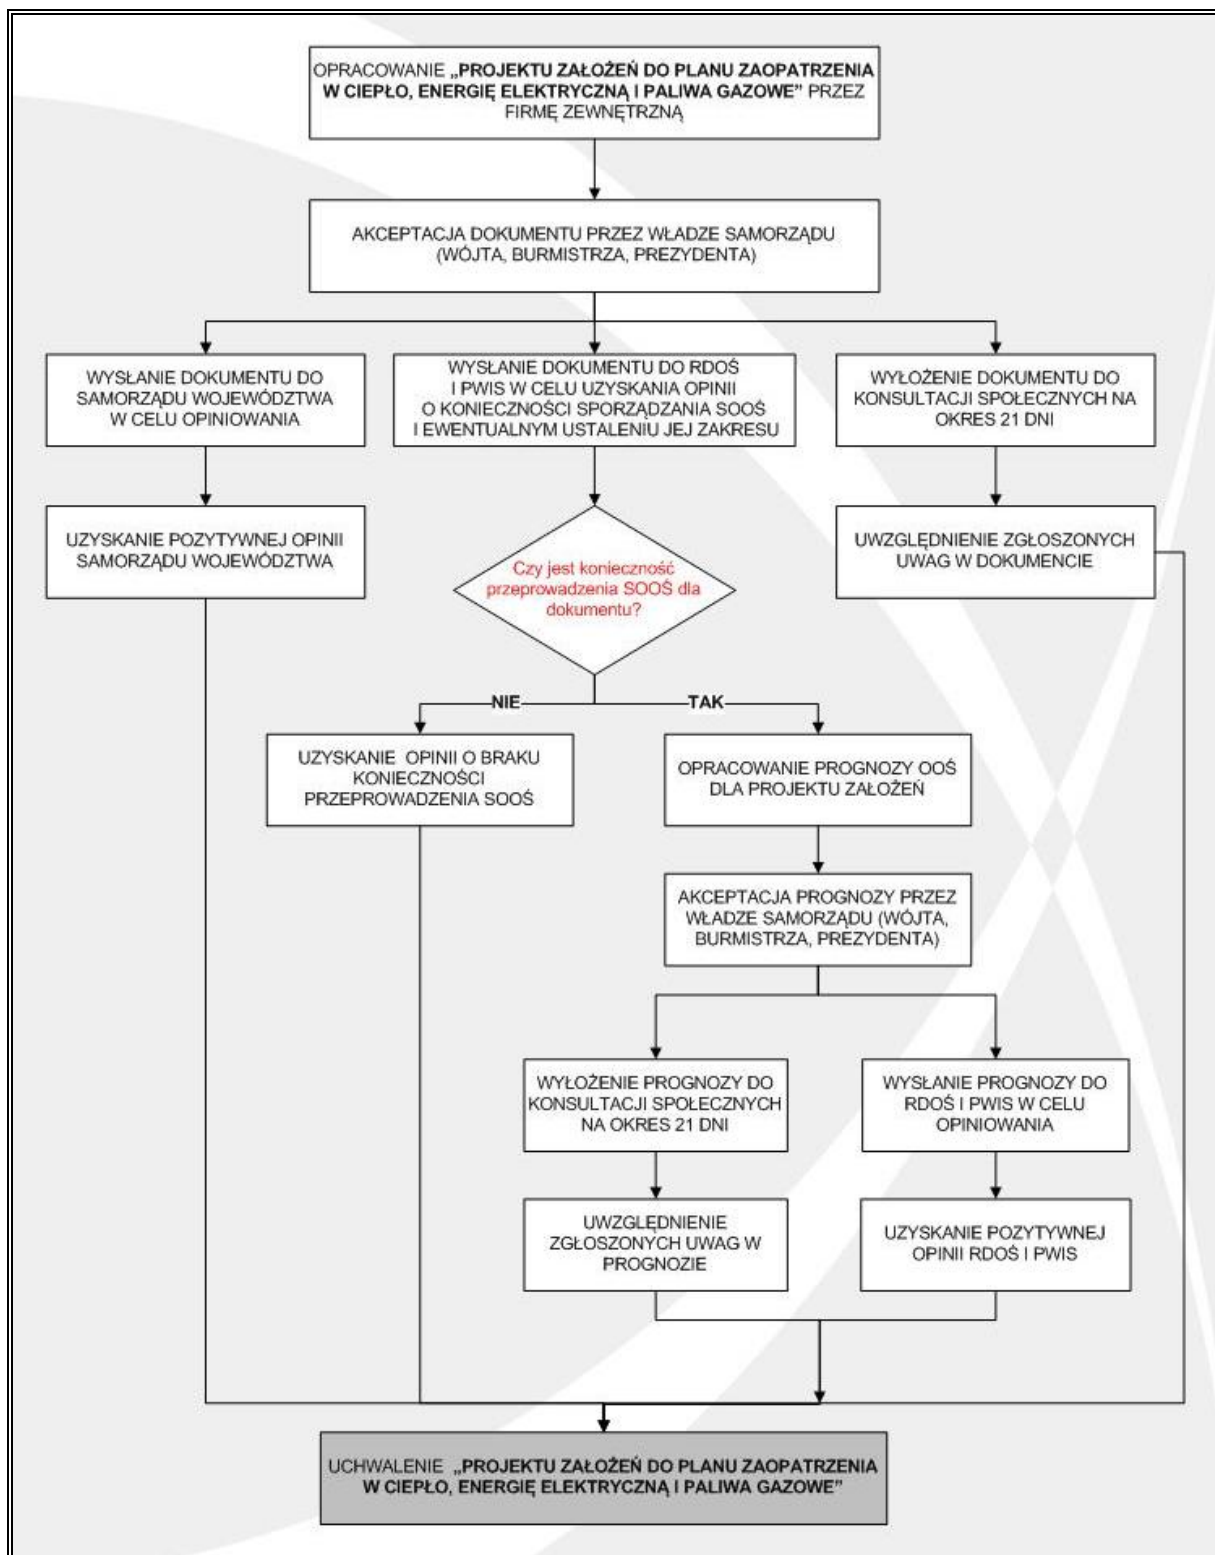 OPRACOWANIE „PROJEKTU ZAŁOŻEŃ DO PLANU ZAOPATRZENIA
W CIEPŁO, ENERGIĘ ELEKTRYCZNĄ I PALIWA GAZOWE” PRZEZ
FIRMĘ ZEWNĘTRZNĄ
AKCEPTACJA DOKUMENTU PRZEZ WŁADZE SAMORZĄDU
(WÓJTA, BURMISTRZA, PREZYDENTA)
WYSŁANIE DOKUMENTU DO
SAMORZĄDU WOJEWÓDZTWA
W CELU OPINIOWANIA
WYSŁANIE DOKUMENTU DO RDOŚ
I PWIS W CELU UZYSKANIA OPINII
O KONIECZNOŚCI SPORZĄDZANIA SOOŚ
I EWENTUALNYM USTALENIU JEJ ZAKRESU
WYŁOŻENIE DOKUMENTU DO
KONSULTACJI SPOŁECZNYCH NA
OKRES 21 DNI
UZYSKANIE POZYTYWNEJ OPINII
SAMORZĄDU WOJEWÓDZTWA
Czy jest konieczność
przeprowadzenia SOOŚ dla
dokumentu?
UWZGLĘDNIENIE ZGŁOSZONYCH
UWAG W DOKUMENCIE
NIE
TAK
UZYSKANIE OPINII O BRAKU
KONIECZNOŚCI
PRZEPROWADZENIA SOOŚ
OPRACOWANIE PROGNOZY OOŚ
DLA PROJEKTU ZAŁOŻEŃ
AKCEPTACJA PROGNOZY PRZEZ
WŁADZE SAMORZĄDU (WÓJTA,
BURMISTRZA, PREZYDENTA)
WYŁOŻENIE PROGNOZY DO
KONSULTACJI SPOŁECZNYCH
NA OKRES 21 DNI
WYSŁANIE PROGNOZY DO
RDOŚ I PWIS W CELU
OPINIOWANIA
UWZGLĘDNIENIE
ZGŁOSZONYCH UWAG W
PROGNOZIE
UZYSKANIE POZYTYWNEJ
OPINII RDOŚ I PWIS
UCHWALENIE „PROJEKTU ZAŁOŻEŃ DO PLANU ZAOPATRZENIA
W CIEPŁO, ENERGIĘ ELEKTRYCZNĄ I PALIWA GAZOWE”